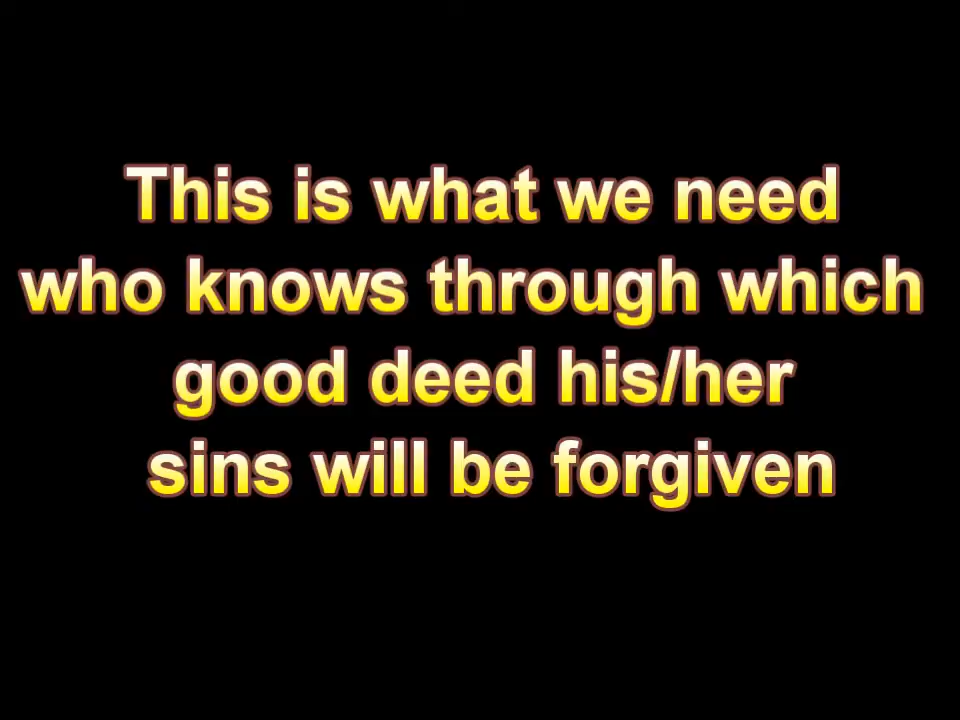 This is what we need
who knows through which
good deed his/her
sins will be forgiven